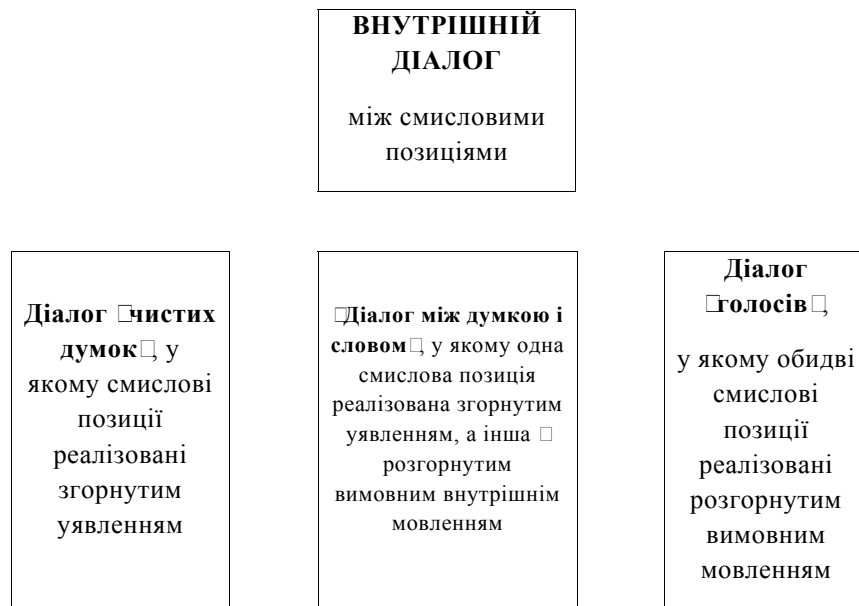 ВНУТРІШНІЙ
ДІАЛОГ
між смисловими
позиціями
Діалог □чистих
думок□, у
якому смислові
позиції
реалізовані
згорнутим
уявленням
□Діалог між думкою і
словом□, у якому одна
смислова позиція
реалізована згорнутим
уявленням, а інша □
розгорнутим
вимовним внутрішнім
мовленням
Діалог
□голосів□,
у якому обидві
смислові
позиції
реалізовані
розгорнутим
вимовним
мовленням